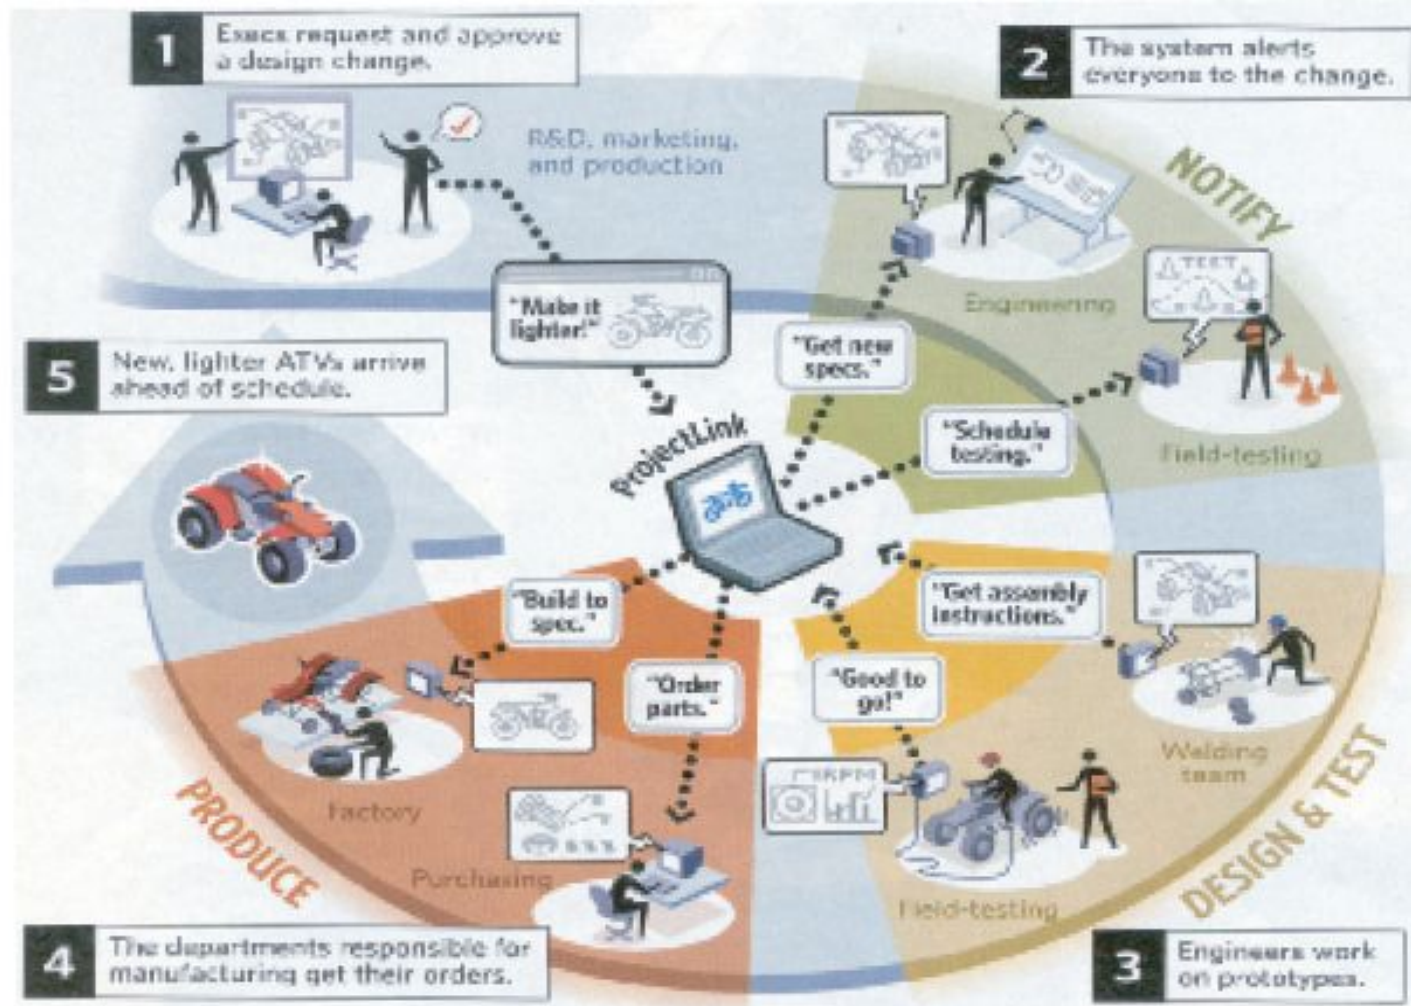 1
Execs request and approve
a design change.
R&D, marketing,
and production
2
The system alerts
everyone to the change.
NOTIFY
Engineering
TEST
Field-testing
"Make it
lighter!"
"Get new
specs."
"Schedule
testing."
ProjectLink
5
New, lighter ATVs arrive
ahead of schedule.
"Build to
spec."
"Order
parts."
"Good to
go!"
"Get assembly
instructions."
Welding
team
RPM
Field-testing
DESIGN & TEST
Factory
Purchasing
PRODUCE
4
The departments responsible for
manufacturing get their orders.
3
Engineers work
on prototypes.